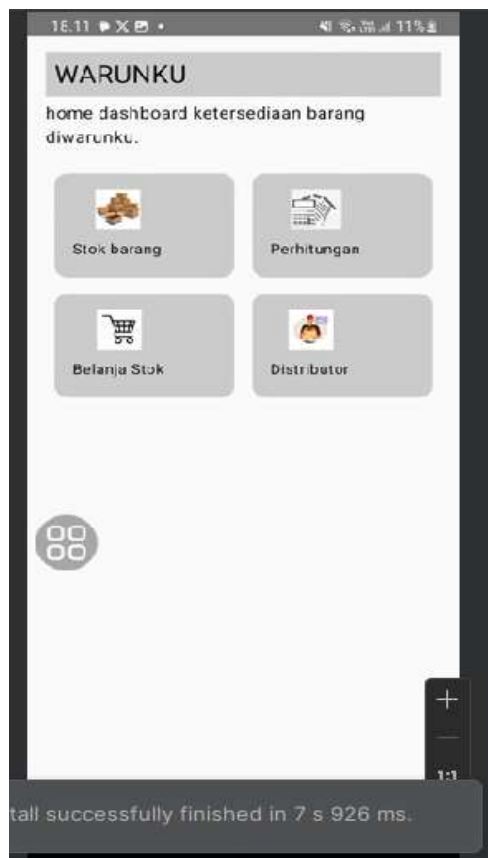 18.11
11%
WARUNKU
home dashboard ketersediaan barang
diwarunku.
Stok barang
Perhitungan
Belanja Stok
Distributor
1:1
tall successfully finished in 7 s 926 ms.